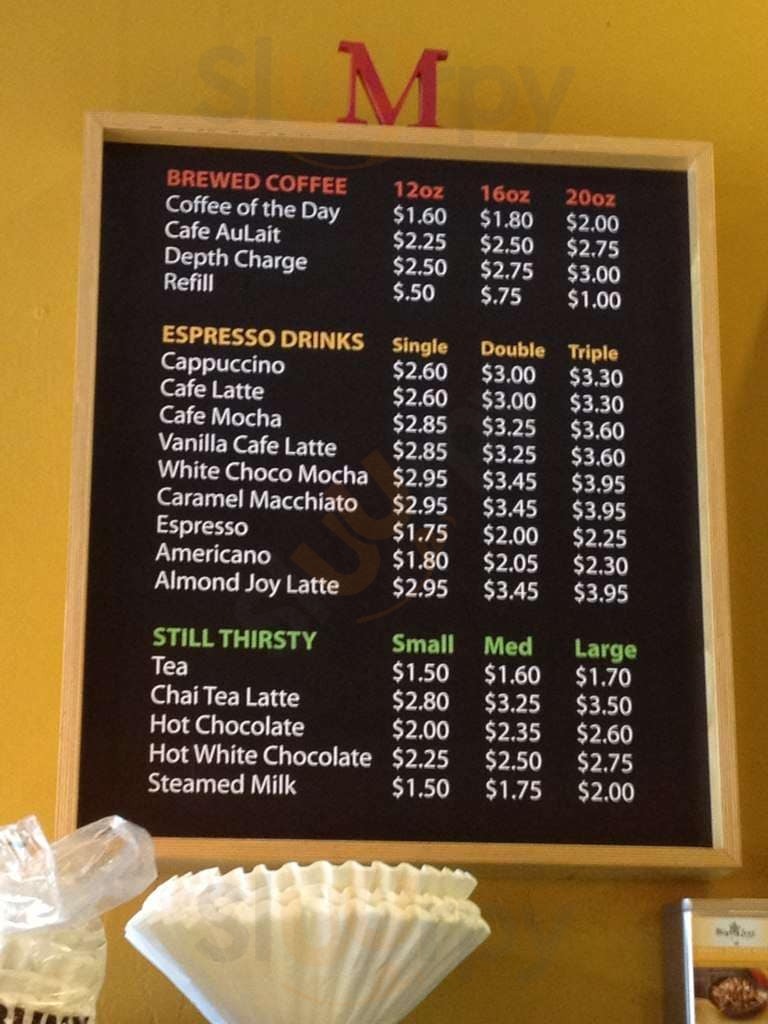 M
BREWED COFFEE 12oz 16oz 20oz
Coffee of the Day $1.60 $1.80 $2.00
Cafe AuLait $2.25 $2.50 $2.75
Depth Charge $2.50 $2.75 $3.00
Refill $.50 $.75 $1.00
ESPRESSO DRINKS Single Double Triple
Cappuccino $2.60 $3.00 $3.30
Cafe Latte $2.60 $3.00 $3.30
Cafe Mocha $2.85 $3.25 $3.60
Vanilla Cafe Latte $2.85 $3.25 $3.60
White Choco Mocha $2.95 $3.45 $3.95
Caramel Macchiato $2.95 $3.45 $3.95
Espresso $1.75 $2.00 $2.25
Americano $1.80 $2.05 $2.30
Almond Joy Latte $2.95 $3.45 $3.95
STILL THIRSTY Small Med Large
Tea $1.50 $1.60 $1.70
Chai Tea Latte $2.80 $3.25 $3.50
Hot Chocolate $2.00 $2.35 $2.60
Hot White Chocolate $2.25 $2.50 $2.75
Steamed Milk $1.50 $1.75 $2.00